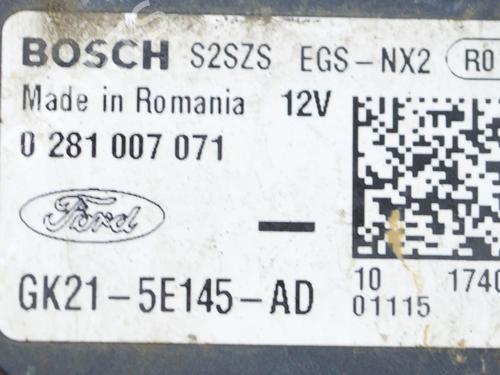 BOSCH S2SZS EGS-NX2 R0
Made in Romania 12V
0 281 007 071
Ford
GK21-5E145-AD
10 1740
01115